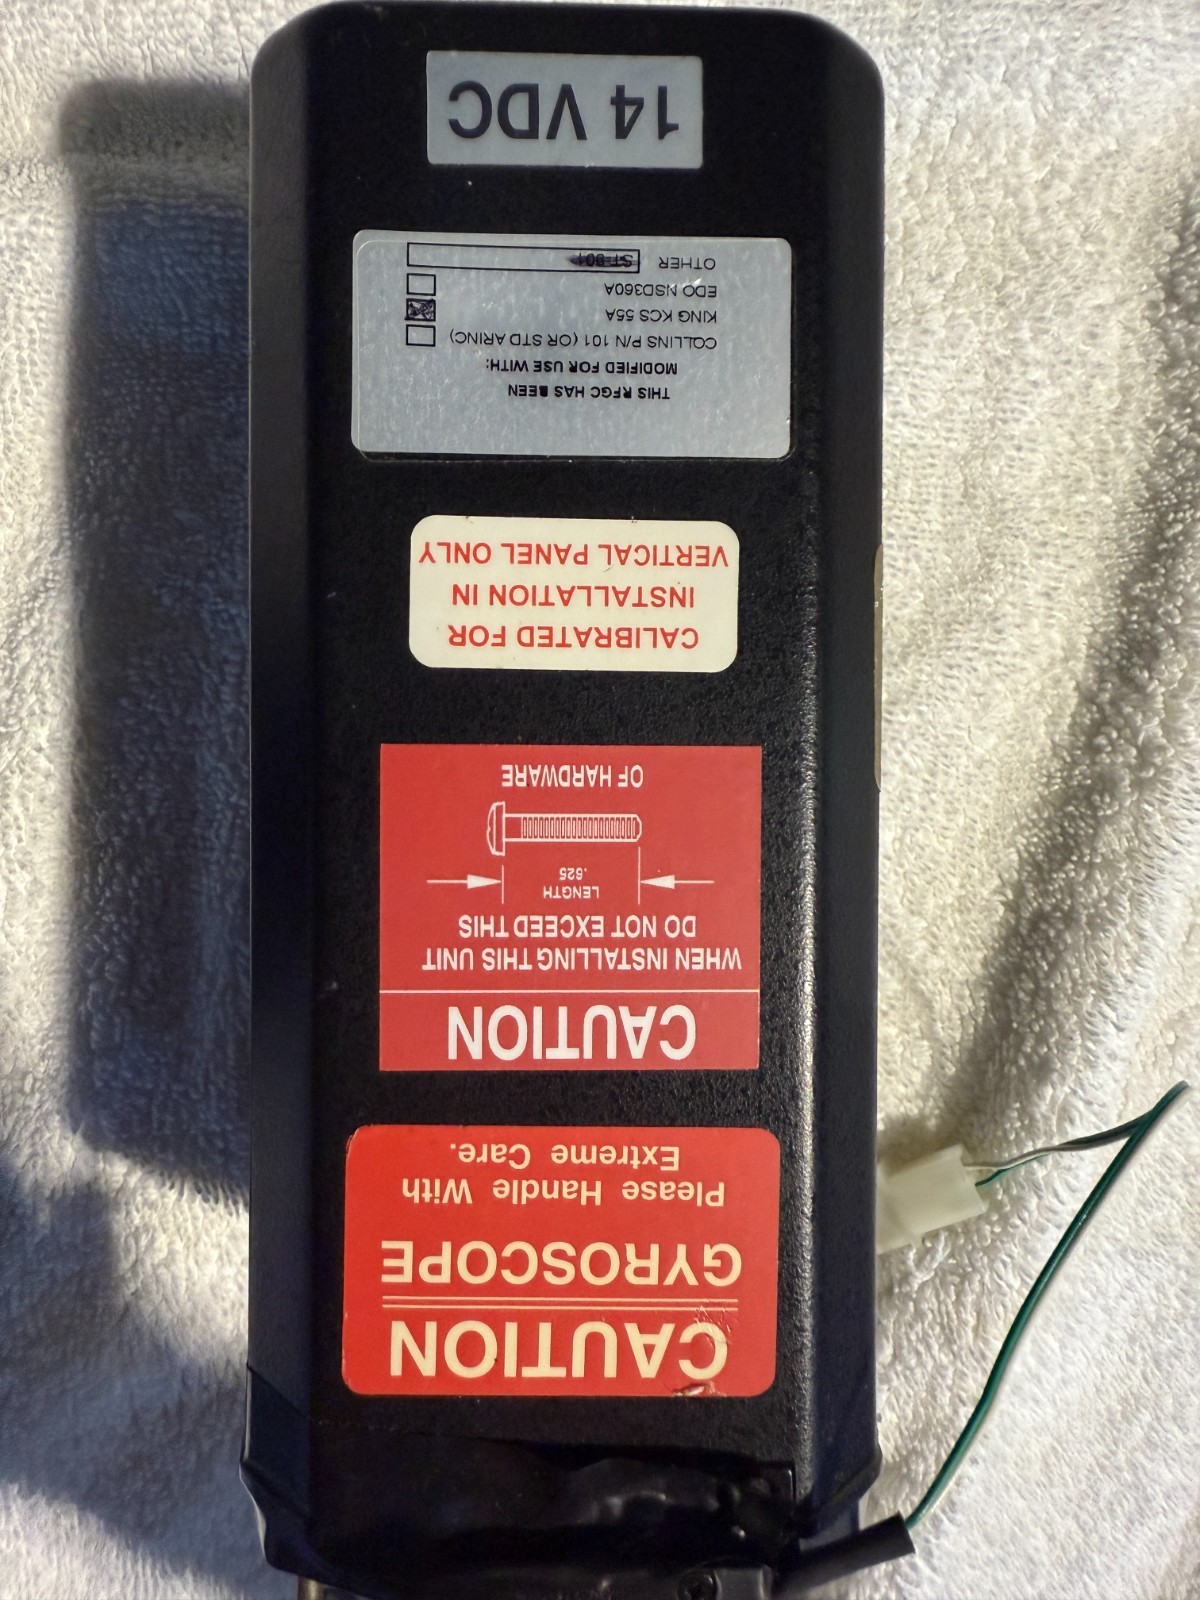 CAUTION
GYROSCOPE
Please Handle With
Extreme Care.
CAUTION
WHEN INSTALLING THIS UNIT
DO NOT EXCEED THIS
LENGTH
.625
OF HARDWARE
CALIBRATED FOR
INSTALLATION IN
VERTICAL PANEL ONLY
THIS RFGC HAS BEEN
MODIFIED FOR USE WITH:
COLLINS P/N 101 (OR STD ARINC)
KING KCS 55A
EDO NSD360A
OTHER
14 VDC